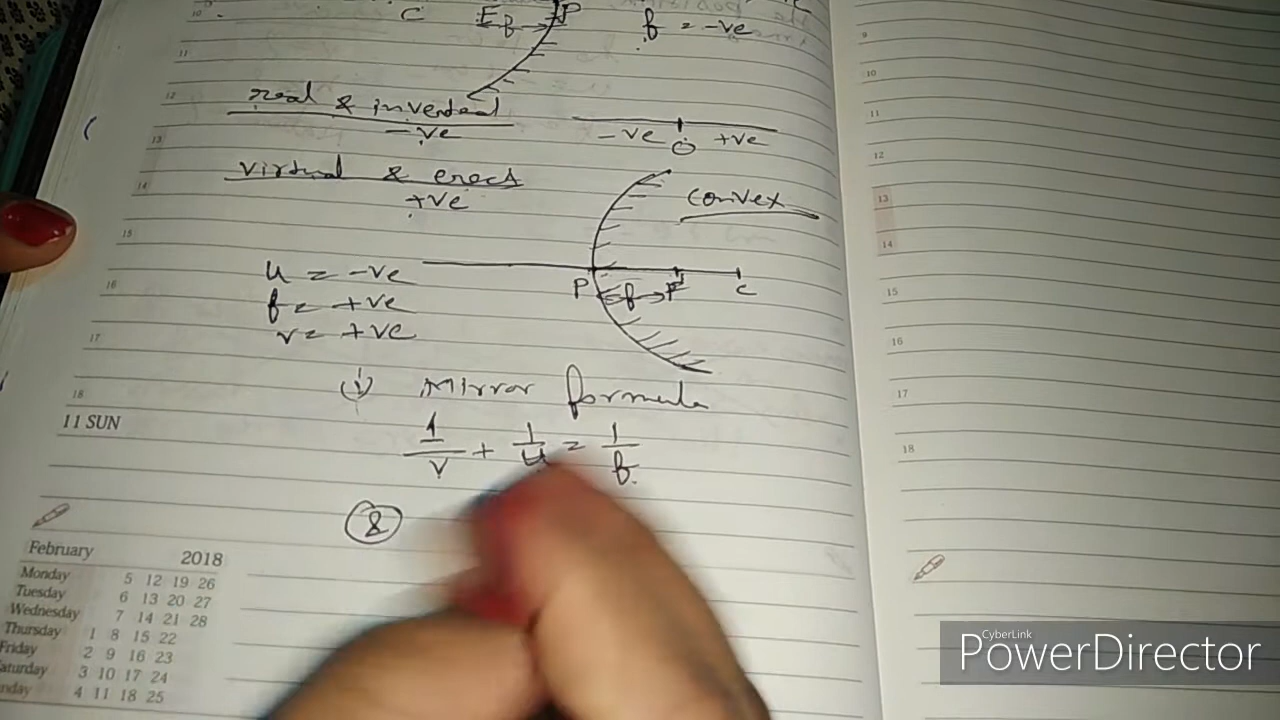 C F f P f = -ve
real & inverted
-ve
-ve O +ve
virtual & erect
+ve
convex
u = -ve
f = +ve
v = +ve
P f F C
(i) Mirror formula
1/v + 1/u = 1/f
&
10
11
12
13
14
15
16
17
18
11 SUN
February 2018
Monday 5 12 19 26
Tuesday 6 13 20 27
Wednesday 7 14 21 28
Thursday 1 8 15 22
Friday 2 9 16 23
aturday 3 10 17 24
nday 4 11 18 25
9
10
11
12
13
14
15
16
17
18
CyberLink
PowerDirector